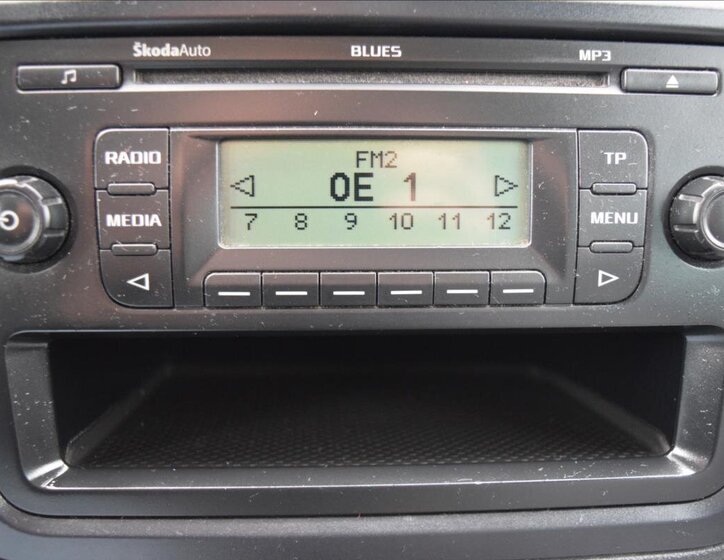 ŠkodaAuto BLUES MP3
RADIO FM2 TP
OE 1
MEDIA 7 8 9 10 11 12 MENU